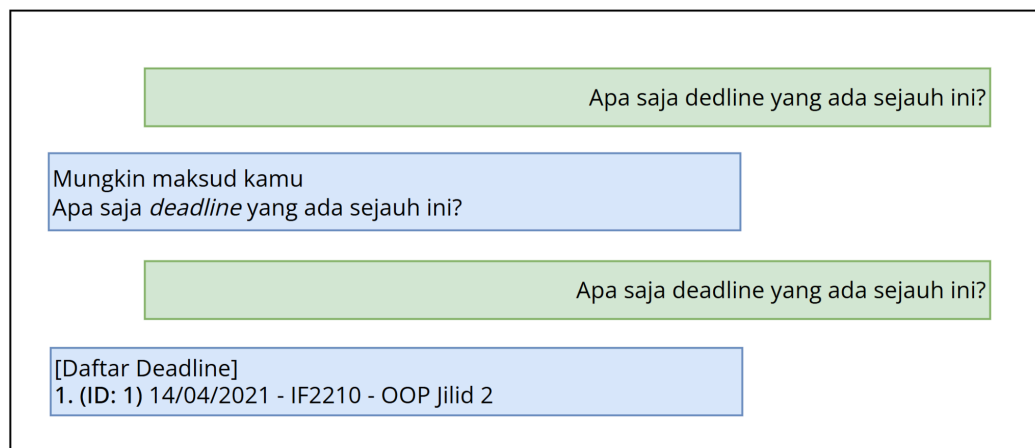 Apa saja dedline yang ada sejauh ini?
Mungkin maksud kamu
Apa saja deadline yang ada sejauh ini?
Apa saja deadline yang ada sejauh ini?
[Daftar Deadline]
1. (ID: 1) 14/04/2021 - IF2210 - OOP Jilid 2